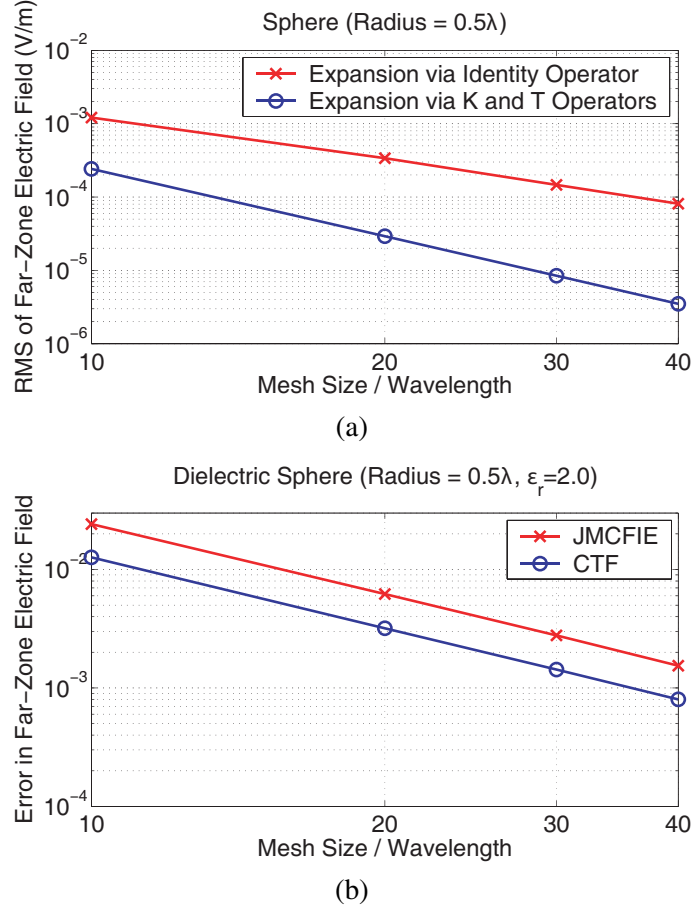 Sphere (Radius = 0.5λ)
RMS of Far−Zone Electric Field (V/m)
10^−2
10^−3
10^−4
10^−5
10^−6
Expansion via Identity Operator
Expansion via K and T Operators
10 20 30 40
Mesh Size / Wavelength
(a)
Dielectric Sphere (Radius = 0.5λ, ε_r=2.0)
Error in Far−Zone Electric Field
10^−2
10^−3
10^−4
JMCFIE
CTF
10 20 30 40
Mesh Size / Wavelength
(b)